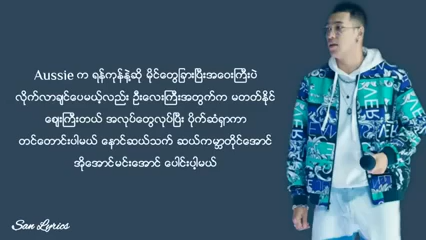 Aussie က ရန်ကုန်နဲ့ဆို မိုင်တွေခြားပြီးအဝေးကြီးပဲ
လိုက်လာချင်ပေမယ့်လည်း ဦးလေးကြီးအတွက်က မတတ်နိုင်
ဈေးကြီးတယ် အလုပ်တွေလုပ်ပြီး ပိုက်ဆံရှာကာ
တင်တောင်းပါမယ် နောင်ဆယ်သက် ဆယ်ကမ္ဘာတိုင်အောင်
အိုအောင်မင်းအောင် ပေါင်းပါ့မယ်
San Lyrics